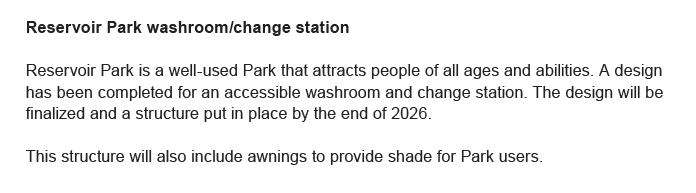 Reservoir Park washroom/change station
Reservoir Park is a well-used Park that attracts people of all ages and abilities. A design
has been completed for an accessible washroom and change station. The design will be
finalized and a structure put in place by the end of 2026.
This structure will also include awnings to provide shade for Park users.